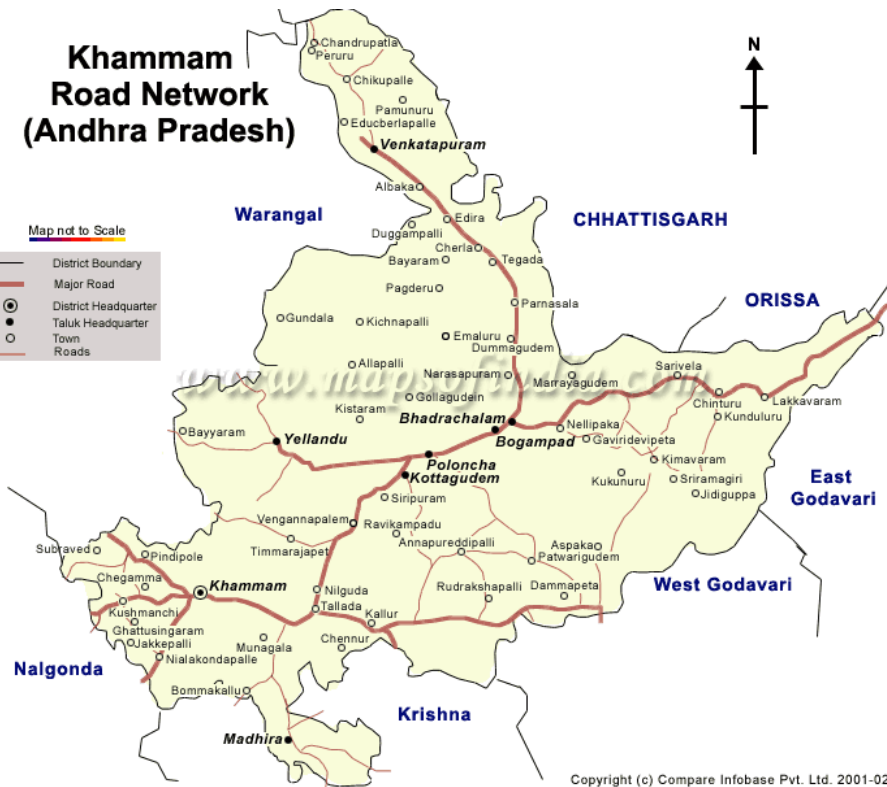 Khammam
Road Network
(Andhra Pradesh)
N
Chandrupatla
Peruru
Chikupalle
Pamunuru
Educberlapalle
Venkatapuram
Albaka
Warangal
Edira
CHHATTISGARH
Duggampalli
Map not to Scale
Cherla
Bayaram
Tegada
District Boundary
Major Road
District Headquarter
Taluk Headquarter
Town
Roads
Pagderu
Parnasala
ORISSA
Gundala
Kichnapalli
Emaluru
Dummagudem
www.mapsofindia.com
Allapalli
Narasapuram
Marrayagudem
Sarivela
Gollagudein
Chinturu
Lakkavaram
Kistaram
Bhadrachalam
Kunduluru
Bayyaram
Yellandu
Nellipaka
Bogampad
Gaviridevipeta
Poloncha
Kimavaram
Kottagudem
Kukunuru
Sriramagiri
Jidiguppa
East
Godavari
Siripuram
Vengannapalem
Ravikampadu
Timmarajapet
Annapureddipalli
Aspaka
Patwarigudem
Subraved
Pindipole
Chegamma
Khammam
Nilguda
Rudrakshapalli
Dammapeta
West Godavari
Kushmanchi
Tallada
Kallur
Ghattusingaram
Jakkepalli
Munagala
Chennur
Nialakondapalle
Nalgonda
Bommakallu
Krishna
Madhira
Copyright (c) Compare Infobase Pvt. Ltd. 2001-02